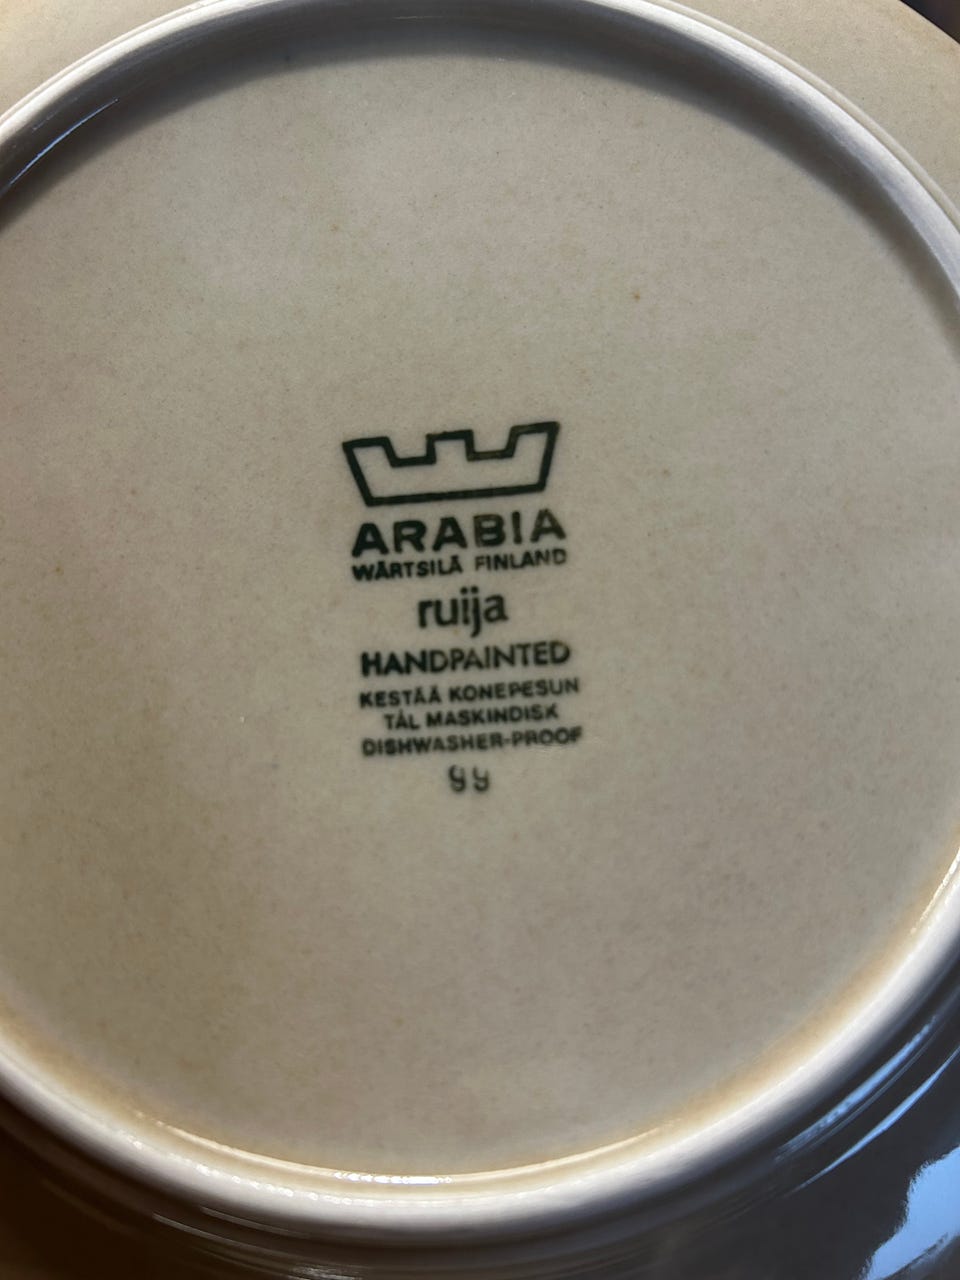 ARABIA
WÄRTSILÄ FINLAND
ruija
HANDPAINTED
KESTÄÄ KONEPESUN
TÅL MASKINDISK
DISHWASHER-PROOF